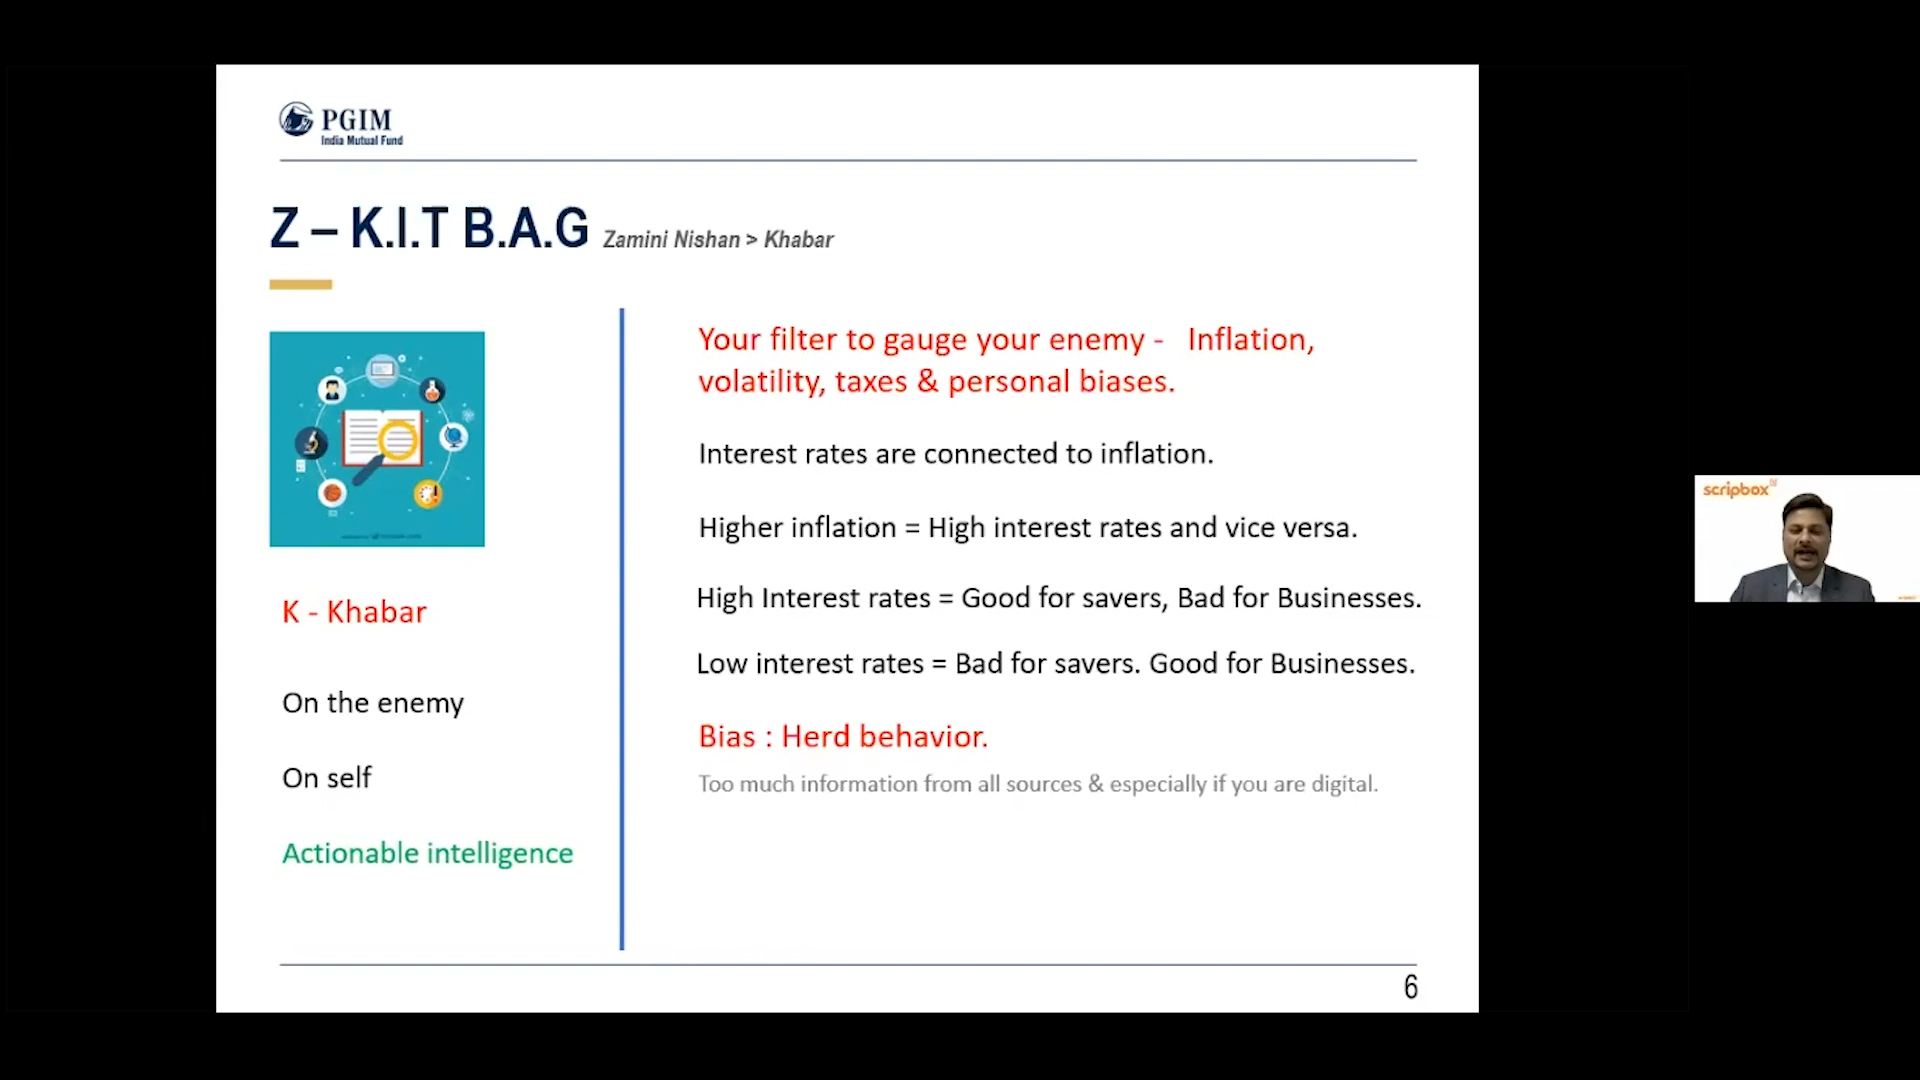 PGIM
India Mutual Fund
Z – K.I.T B.A.G Zamini Nishan > Khabar
K - Khabar
On the enemy
On self
Actionable intelligence
Your filter to gauge your enemy - Inflation,
volatility, taxes & personal biases.
Interest rates are connected to inflation.
Higher inflation = High interest rates and vice versa.
High Interest rates = Good for savers, Bad for Businesses.
Low interest rates = Bad for savers. Good for Businesses.
Bias : Herd behavior.
Too much information from all sources & especially if you are digital.
6
scripbox